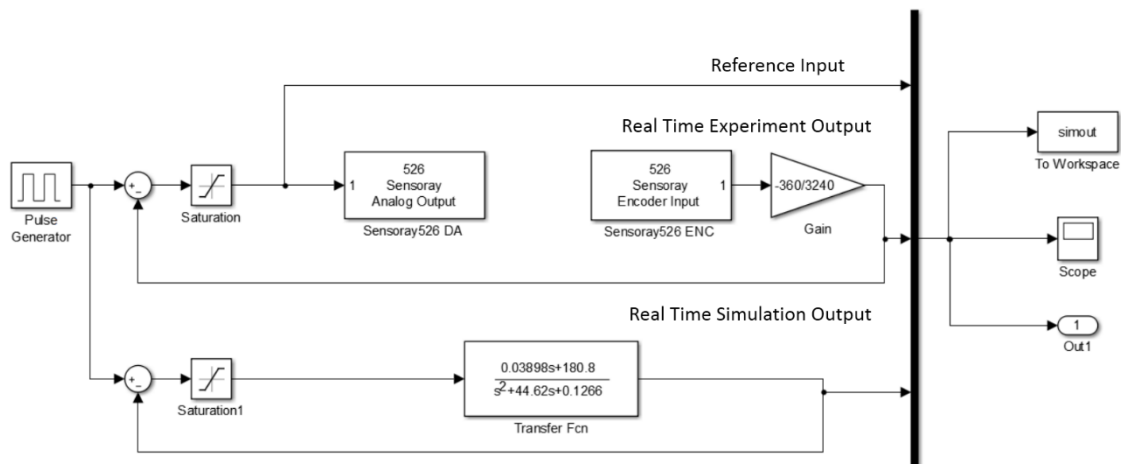 Reference Input
Real Time Experiment Output
526
Sensoray
Analog Output
1
Sensoray526 DA
526
Sensoray
Encoder Input
1
Sensoray526 ENC
-360/3240
Gain
Pulse
Generator
+
-
Saturation
simout
To Workspace
Scope
1
Out1
Real Time Simulation Output
+
-
Saturation1
0.03898s+180.8
s²+44.62s+0.1266
Transfer Fcn